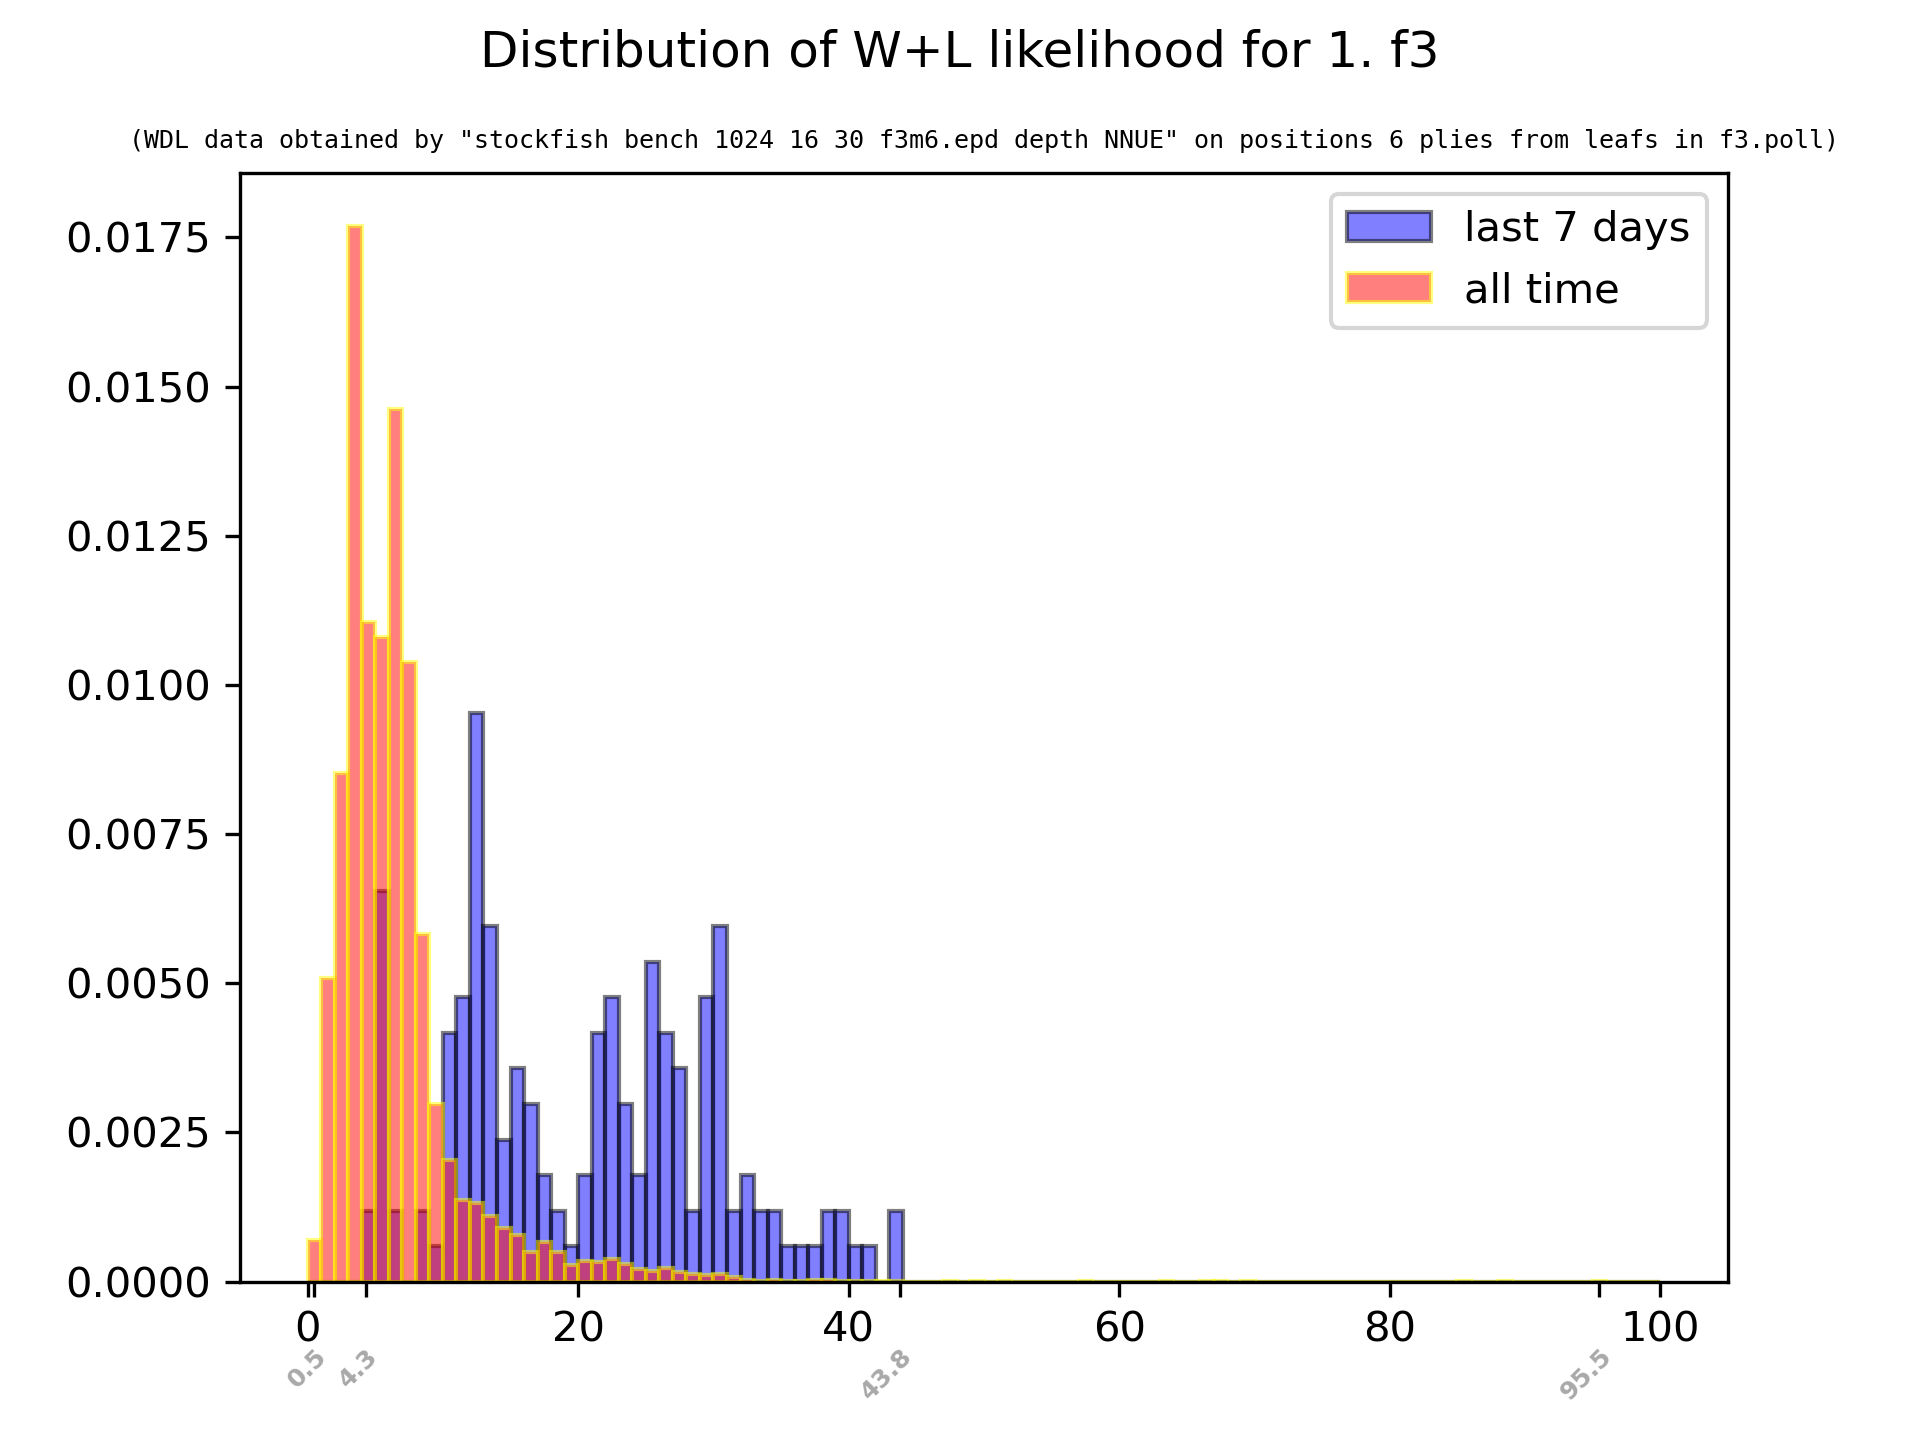 Distribution of W+L likelihood for 1. f3
(WDL data obtained by "stockfish bench 1024 16 30 f3m6.epd depth NNUE" on positions 6 plies from leafs in f3.poll)
last 7 days
all time
0.0175
0.0150
0.0125
0.0100
0.0075
0.0050
0.0025
0.0000
0 20 40 60 80 100
0.5 4.3 43.8 95.5